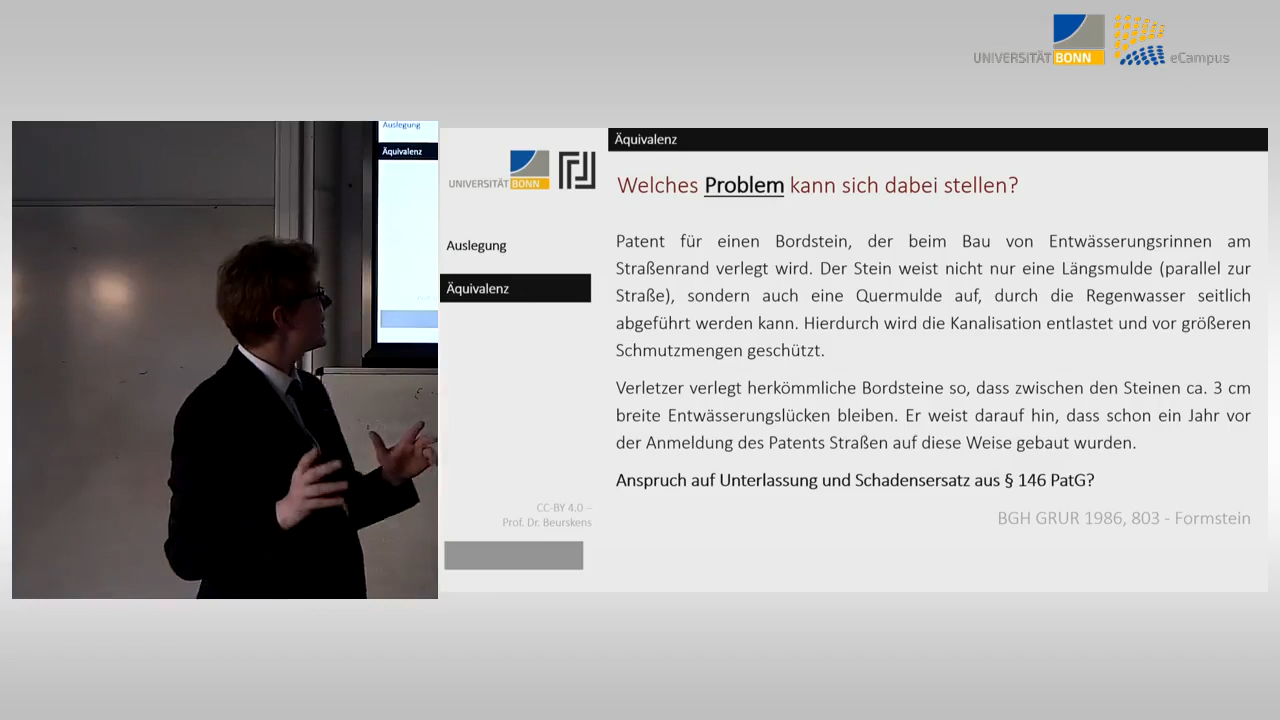 UNIVERSITÄT BONN eCampus
Auslegung
Äquivalenz
Äquivalenz
UNIVERSITÄT BONN
Auslegung
Äquivalenz
CC-BY 4.0 –
Prof. Dr. Beurskens
Welches Problem kann sich dabei stellen?
Patent für einen Bordstein, der beim Bau von Entwässerungsrinnen am
Straßenrand verlegt wird. Der Stein weist nicht nur eine Längsmulde (parallel zur
Straße), sondern auch eine Quermulde auf, durch die Regenwasser seitlich
abgeführt werden kann. Hierdurch wird die Kanalisation entlastet und vor größeren
Schmutzmengen geschützt.
Verletzer verlegt herkömmliche Bordsteine so, dass zwischen den Steinen ca. 3 cm
breite Entwässerungslücken bleiben. Er weist darauf hin, dass schon ein Jahr vor
der Anmeldung des Patents Straßen auf diese Weise gebaut wurden.
Anspruch auf Unterlassung und Schadensersatz aus § 146 PatG?
BGH GRUR 1986, 803 - Formstein